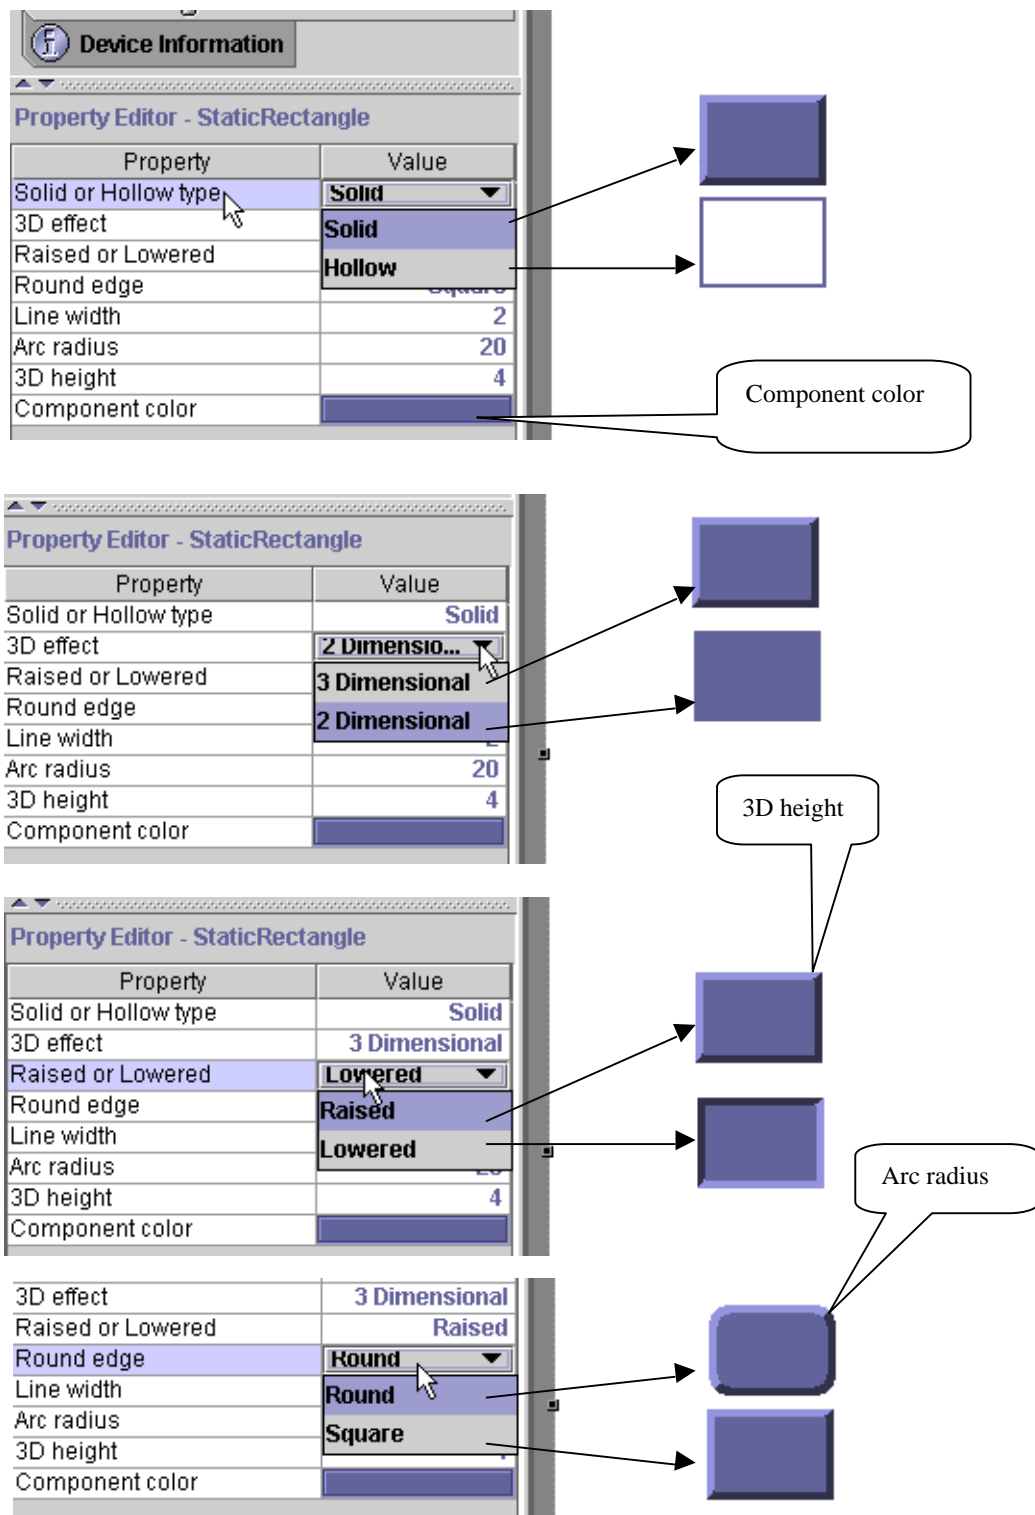 Device Information
Property Editor - StaticRectangle
Property Value
Solid or Hollow type Solid
3D effect
Solid
Raised or Lowered
Hollow
Round edge
Line width 2
Arc radius 20
3D height 4
Component color
Component color
Property Editor - StaticRectangle
Property Value
Solid or Hollow type Solid
3D effect 2 Dimensio...
Raised or Lowered
3 Dimensional
Round edge
2 Dimensional
Line width
Arc radius 20
3D height 4
Component color
3D height
Property Editor - StaticRectangle
Property Value
Solid or Hollow type Solid
3D effect 3 Dimensional
Raised or Lowered Lowered
Round edge
Raised
Line width
Lowered
Arc radius
3D height 4
Component color
Arc radius
3D effect 3 Dimensional
Raised or Lowered Raised
Round edge Round
Line width
Round
Arc radius
Square
3D height
Component color